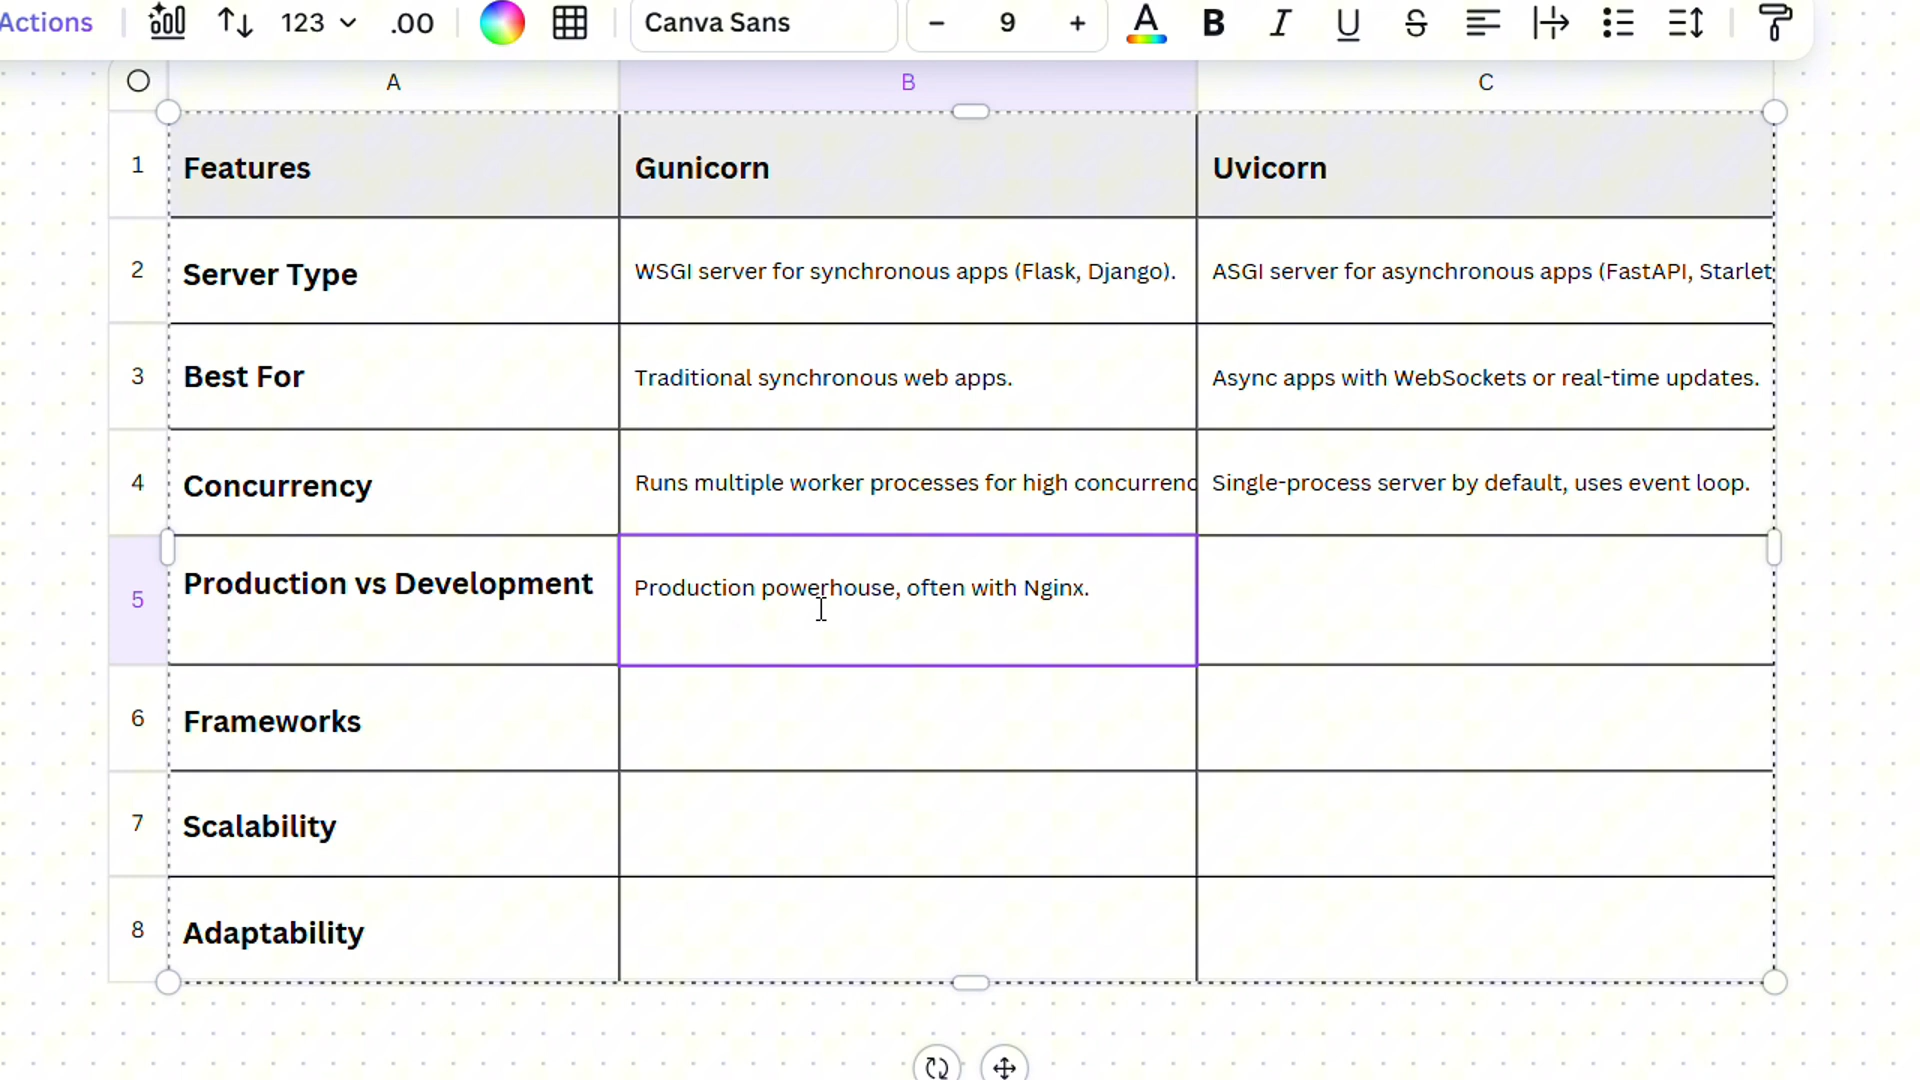 Actions 123 .00 Canva Sans − 9 + A B I U S
A B C
1 Features Gunicorn Uvicorn
2 Server Type WSGI server for synchronous apps (Flask, Django). ASGI server for asynchronous apps (FastAPI, Starlet
3 Best For Traditional synchronous web apps. Async apps with WebSockets or real-time updates.
4 Concurrency Runs multiple worker processes for high concurrenc Single-process server by default, uses event loop.
5 Production vs Development Production powerhouse, often with Nginx.
6 Frameworks
7 Scalability
8 Adaptability